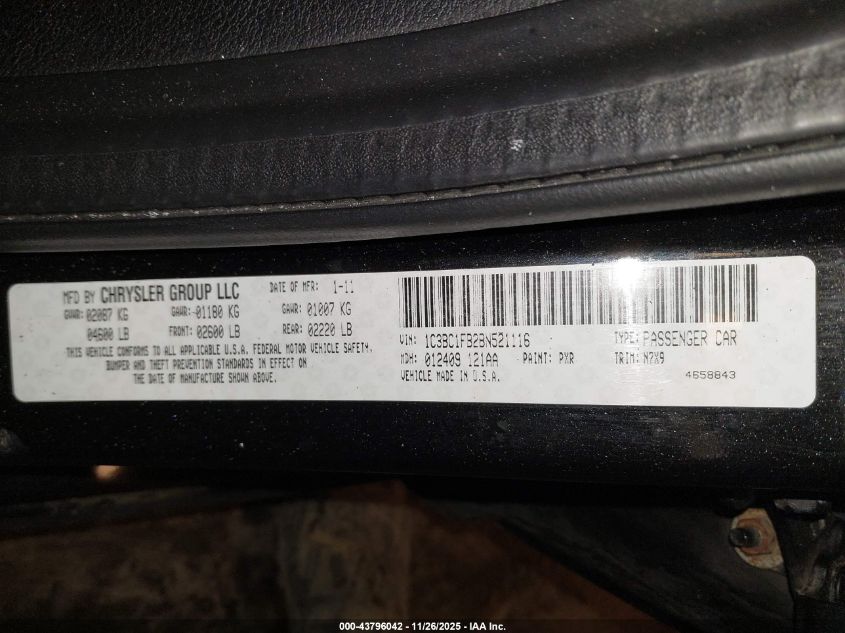 MFD BY CHRYSLER GROUP LLC DATE OF MFR: 1-11
GVWR: 02087 KG GAWR: 01180 KG GAWR: 01007 KG
04600 LB FRONT: 02600 LB REAR: 02220 LB
THIS VEHICLE CONFORMS TO ALL APPLICABLE U.S.A. FEDERAL MOTOR VEHICLE SAFETY,
BUMPER AND THEFT PREVENTION STANDARDS IN EFFECT ON
THE DATE OF MANUFACTURE SHOWN ABOVE.
VIN: 1C3BC1FB2BN521116 TYPE: PASSENGER CAR
MDH: 012409 121AA PAINT: PXR TRIM: N7X9
VEHICLE MADE IN U.S.A. 4658843
000-43796042 - 11/26/2025 - IAA Inc.